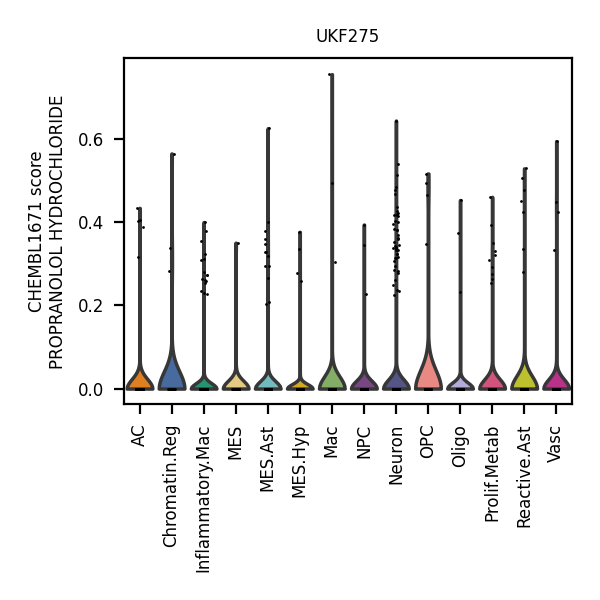 UKF275
CHEMBL1671 score
PROPRANOLOL HYDROCHLORIDE
0.6
0.4
0.2
0.0
AC
Chromatin.Reg
Inflammatory.Mac
MES
MES.Ast
MES.Hyp
Mac
NPC
Neuron
OPC
Oligo
Prolif.Metab
Reactive.Ast
Vasc